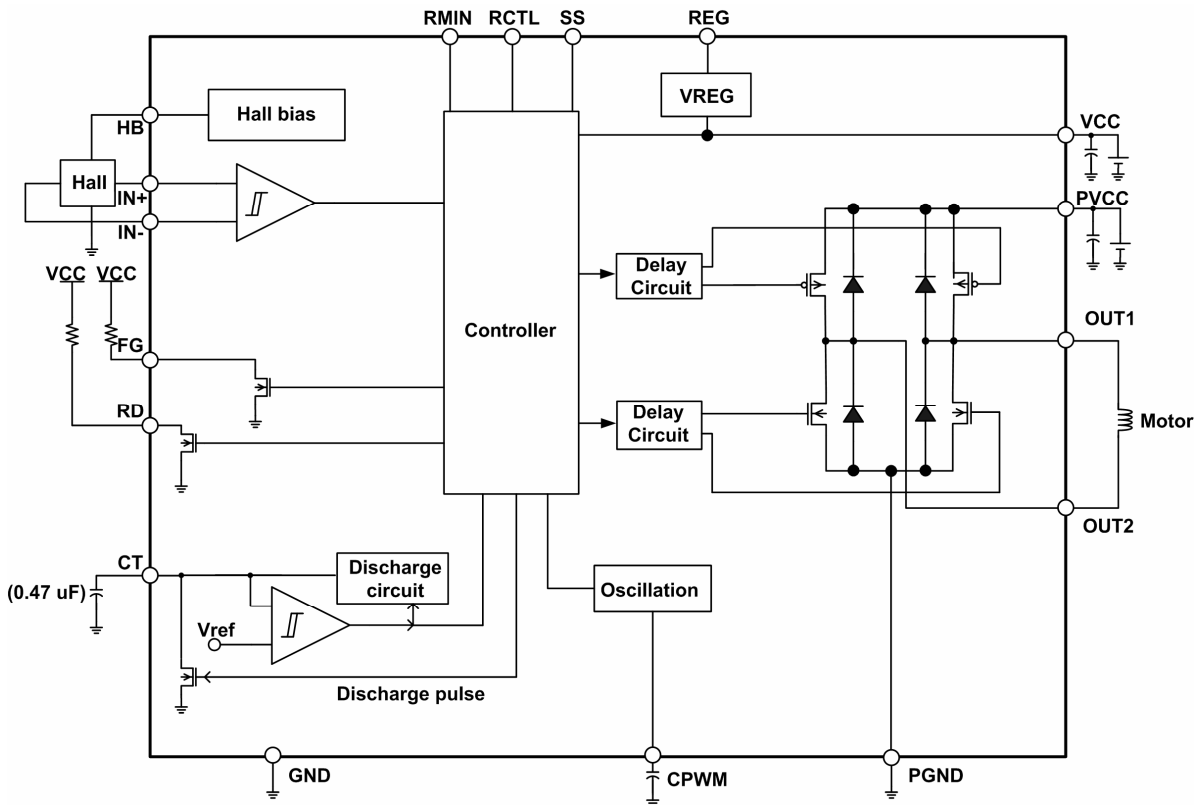 RMIN
RCTL
SS
REG
HB
Hall bias
VREG
VCC
Hall
IN+
IN-
PVCC
VCC
VCC
Delay
Circuit
Controller
OUT1
FG
RD
Delay
Circuit
Motor
OUT2
CT
(0.47 uF)
Discharge
circuit
Vref
Oscillation
Discharge pulse
GND
CPWM
PGND